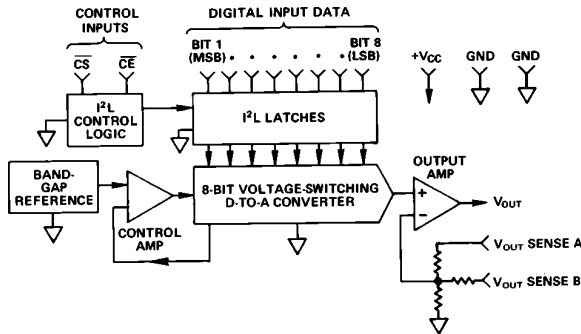 CONTROL
INPUTS
CS CE
DIGITAL INPUT DATA
BIT 1
(MSB)
BIT 8
(LSB)
+VCC GND GND
I²L
CONTROL
LOGIC
I²L LATCHES
BAND-
GAP
REFERENCE
CONTROL
AMP
8-BIT VOLTAGE-SWITCHING
D-TO-A CONVERTER
OUTPUT
AMP
+
−
VOUT
VOUT SENSE A
VOUT SENSE B